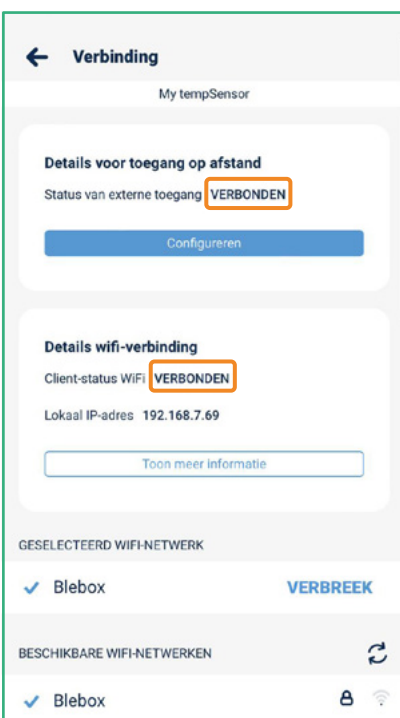 Verbinding
My tempSensor
Details voor toegang op afstand
Status van externe toegang VERBONDEN
Configureren
Details wifi-verbinding
Client-status WiFi VERBONDEN
Lokaal IP-adres 192.168.7.69
Toon meer informatie
GESELECTEERD WIFI-NETWERK
Blebox VERBREEK
BESCHIKBARE WIFI-NETWERKEN
Blebox